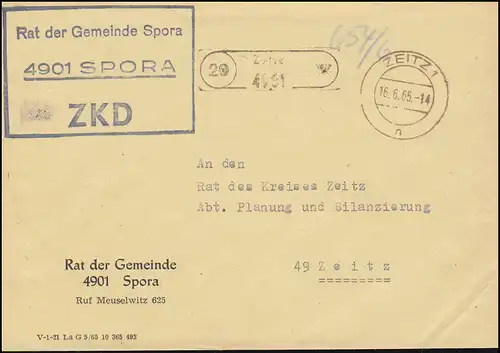 Rat der Gemeinde Spora
4901 SPORA
ZKD
654/6
20
4901
ZEITZ 1
16.6.65.-14
n
An den
Rat des Kreises Zeitz
Abt. Planung und Bilanzierung
49 Zeitz
=========
Rat der Gemeinde
4901 Spora
Ruf Meuselwitz 625
V-1-21 La G 5/65 10 365 492